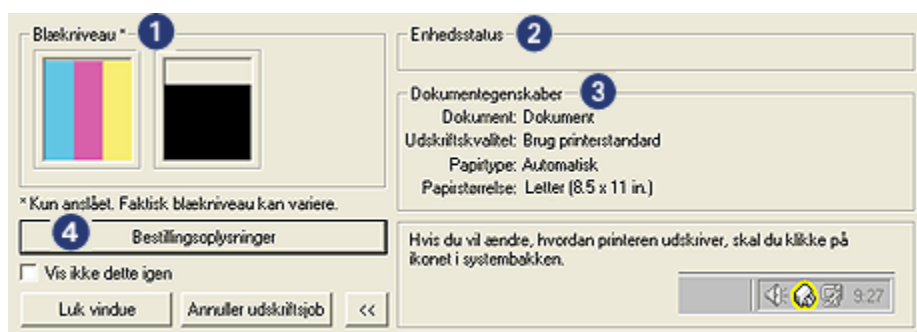 Blækniveau * 1
Enhedsstatus 2
Dokumentegenskaber 3
Dokument: Dokument
Udskriftskvalitet: Brug printerstandard
Papirtype: Automatisk
Papirstørrelse: Letter (8.5 x 11 in.)
* Kun anslået. Faktisk blækniveau kan variere.
4 Bestillingsoplysninger
Vis ikke dette igen
Luk vindue
Annuller udskriftsjob
<<
Hvis du vil ændre, hvordan printeren udskriver, skal du klikke på
ikonet i systembakken.
9:27